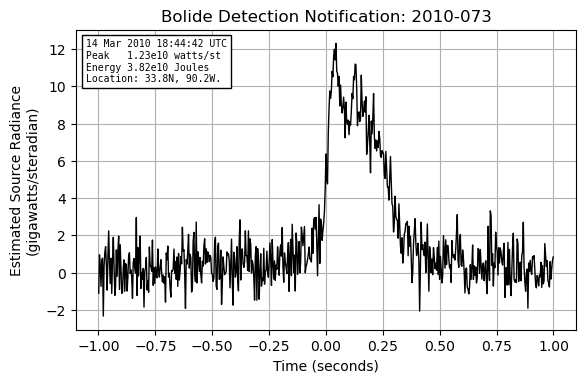 Bolide Detection Notification: 2010-073
14 Mar 2010 18:44:42 UTC
Peak   1.23e10 watts/st
Energy 3.82e10 Joules
Location: 33.8N, 90.2W.
Estimated Source Radiance
(gigawatts/steradian)
12
10
8
6
4
2
0
−2
−1.00 −0.75 −0.50 −0.25 0.00 0.25 0.50 0.75 1.00
Time (seconds)